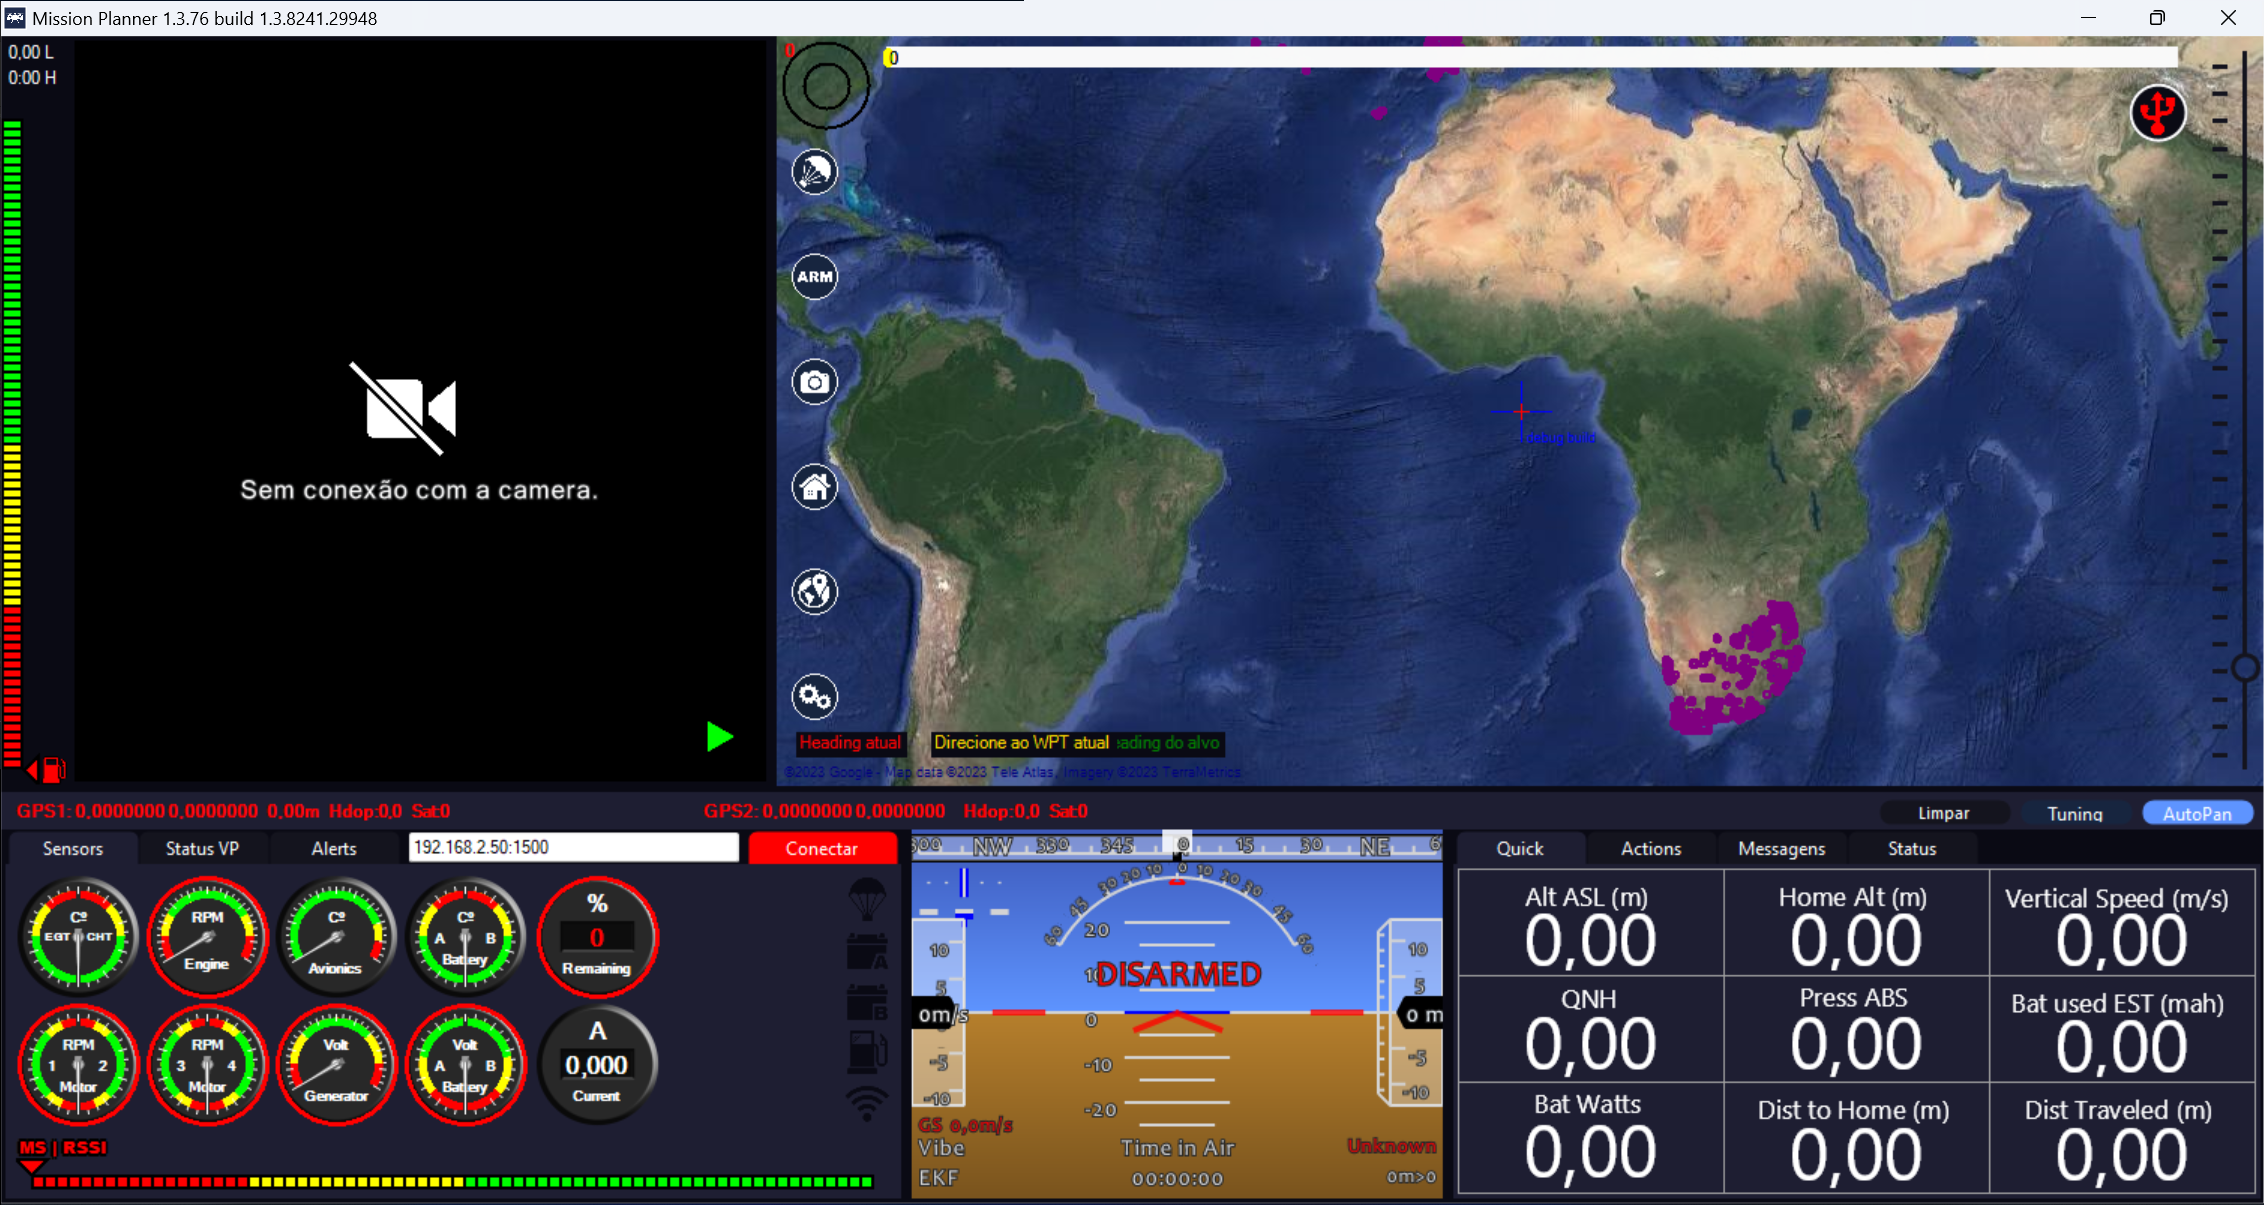 Mission Planner 1.3.76 build 1.3.8241.29948
0,00 L
0:00 H
0
0
ARM
Sem conexão com a camera.
debug build
Heading atual
Direcione ao WPT atual
ading do alvo
©2023 Google - Map data ©2023 Tele Atlas, Imagery ©2023 TerraMetrics
GPS1: 0,0000000 0,0000000 0,00m Hdop:0,0 Sat:0
GPS2: 0,0000000 0,0000000 Hdop:0,0 Sat:0
Limpar
Tuning
AutoPan
Sensors
Status VP
Alerts
192.168.2.50:1500
Conectar
Cº
EGT CHT
RPM
Engine
Cº
Avionics
Cº
A B
Battery
%
0
Remaining
RPM
1 2
Motor
RPM
3 4
Motor
Volt
Generator
Volt
A B
Battery
A
0,000
Current
A
B
MS | RSSI
300 NW 330 345 0 15 30 NE 6
60 45 30 20 10 0 10 20 30 45 60
20
10
DISARMED
0
-10
-20
10
5
0m/s
-5
-10
10
5
0 m
-5
-10
GS 0,0m/s
Vibe
Time in Air
Unknown
EKF
00:00:00
0m>0
Quick
Actions
Messagens
Status
Alt ASL (m)
0,00
Home Alt (m)
0,00
Vertical Speed (m/s)
0,00
QNH
0,00
Press ABS
0,00
Bat used EST (mah)
0,00
Bat Watts
0,00
Dist to Home (m)
0,00
Dist Traveled (m)
0,00